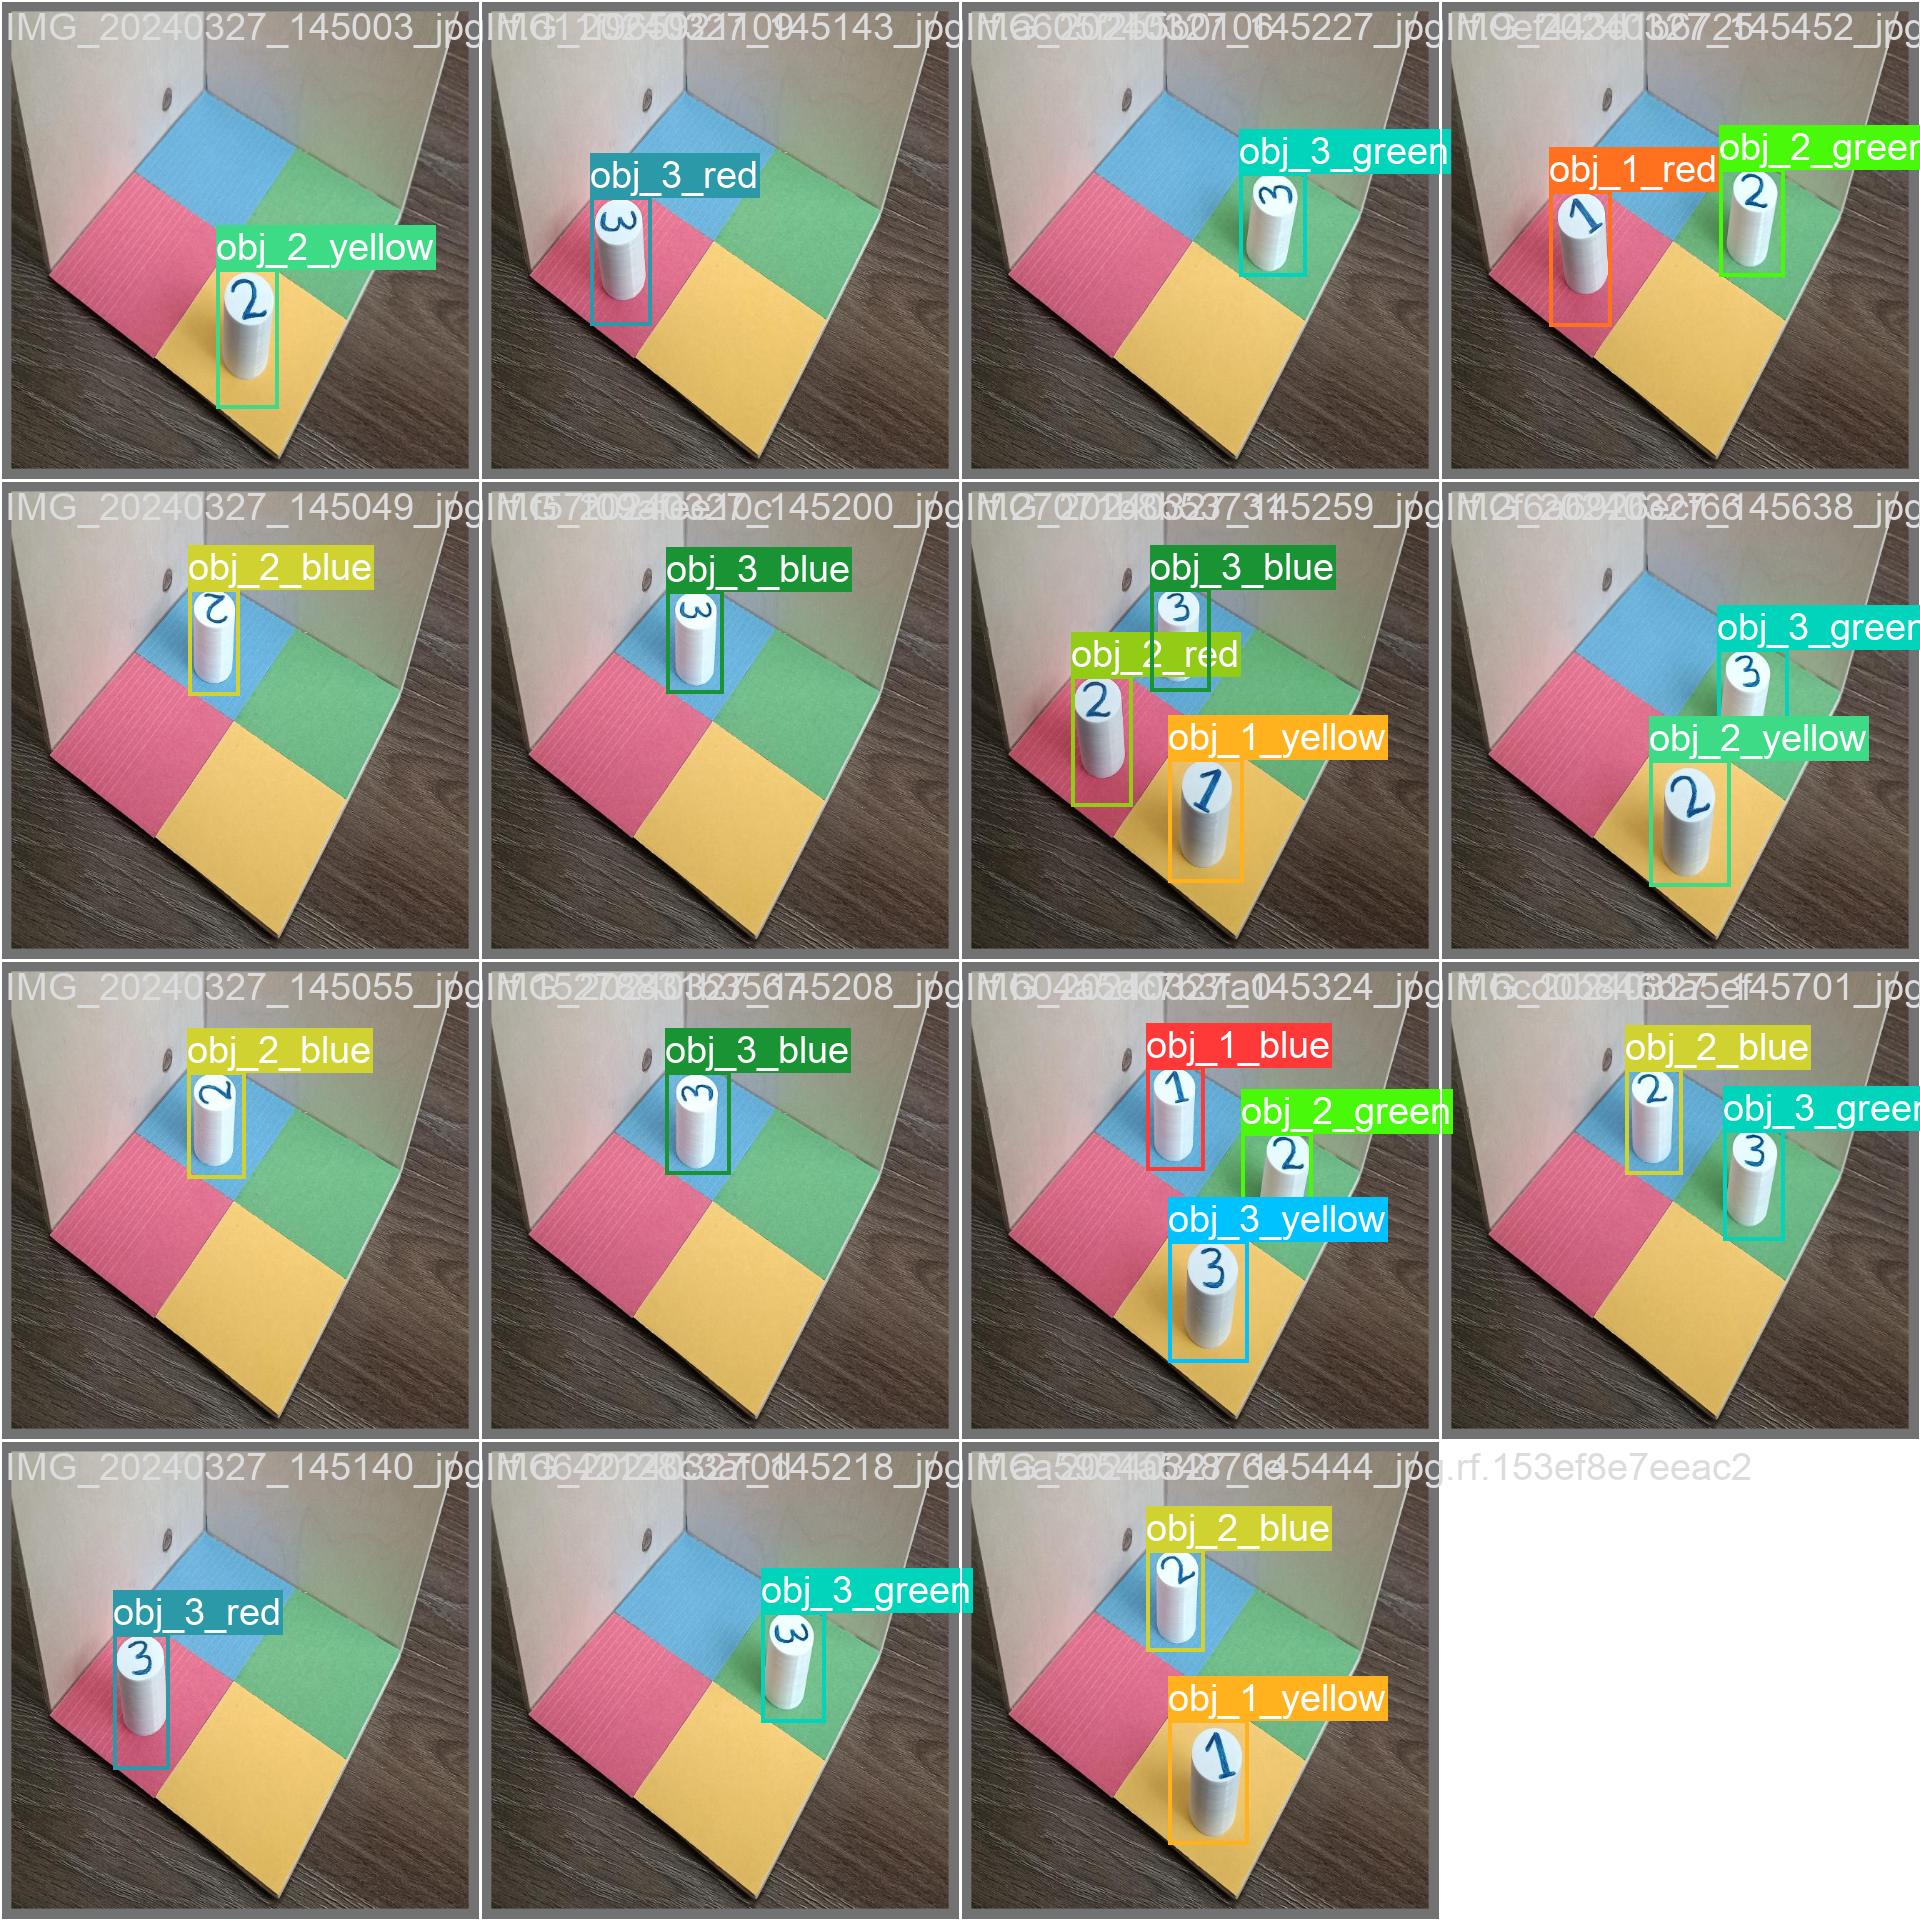 IMG_20240327_145003_jpg
obj_2_yellow
2
obj_3_red
3
obj_3_green
3
obj_1_red
obj_2_green
1
2
IMG_20240327_145049_jpg
obj_2_blue
2
obj_3_blue
3
obj_3_blue
3
obj_2_red
2
obj_1_yellow
1
obj_3_green
3
obj_2_yellow
2
IMG_20240327_145055_jpg
obj_2_blue
2
obj_3_blue
3
obj_1_blue
1
obj_2_green
2
obj_3_yellow
3
obj_2_blue
2
obj_3_green
3
IMG_20240327_145140_jpg
obj_3_red
3
obj_3_green
3
145444_jpg.rf.153ef8e7eeac2
obj_2_blue
2
obj_1_yellow
1